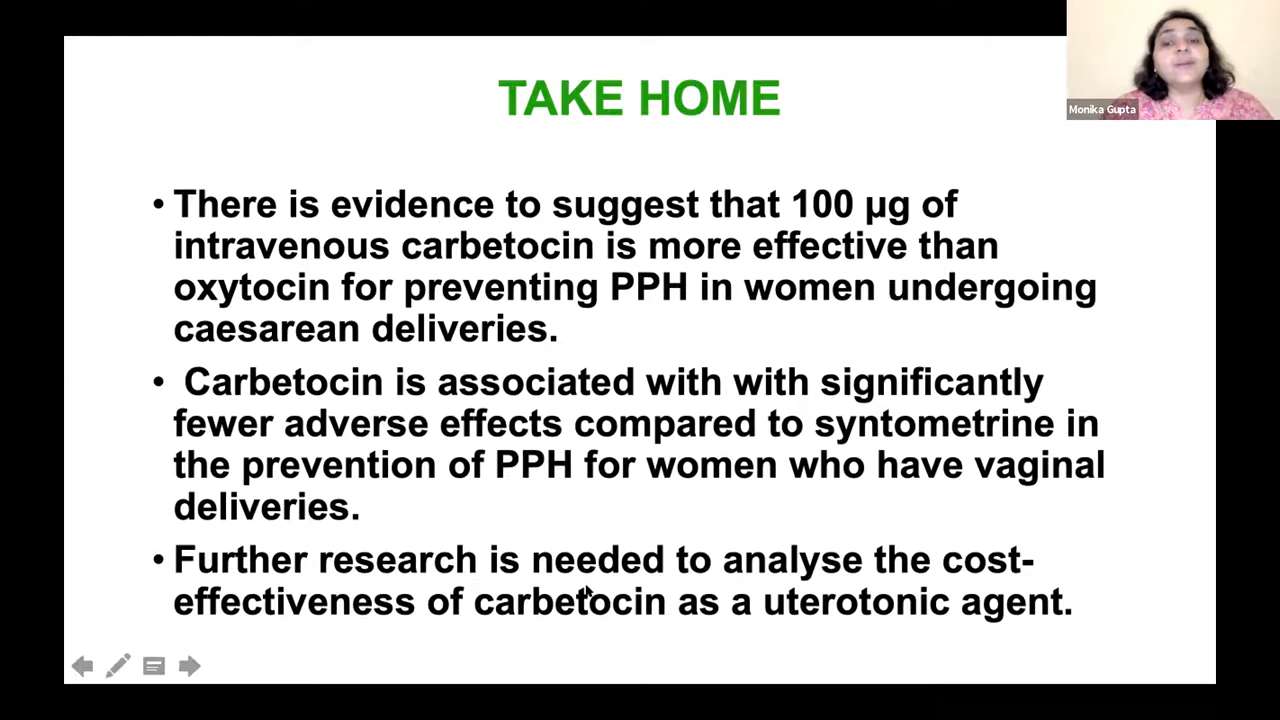 TAKE HOME
Monika Gupta
• There is evidence to suggest that 100 µg of
intravenous carbetocin is more effective than
oxytocin for preventing PPH in women undergoing
caesarean deliveries.
• Carbetocin is associated with with significantly
fewer adverse effects compared to syntometrine in
the prevention of PPH for women who have vaginal
deliveries.
• Further research is needed to analyse the cost-
effectiveness of carbetocin as a uterotonic agent.